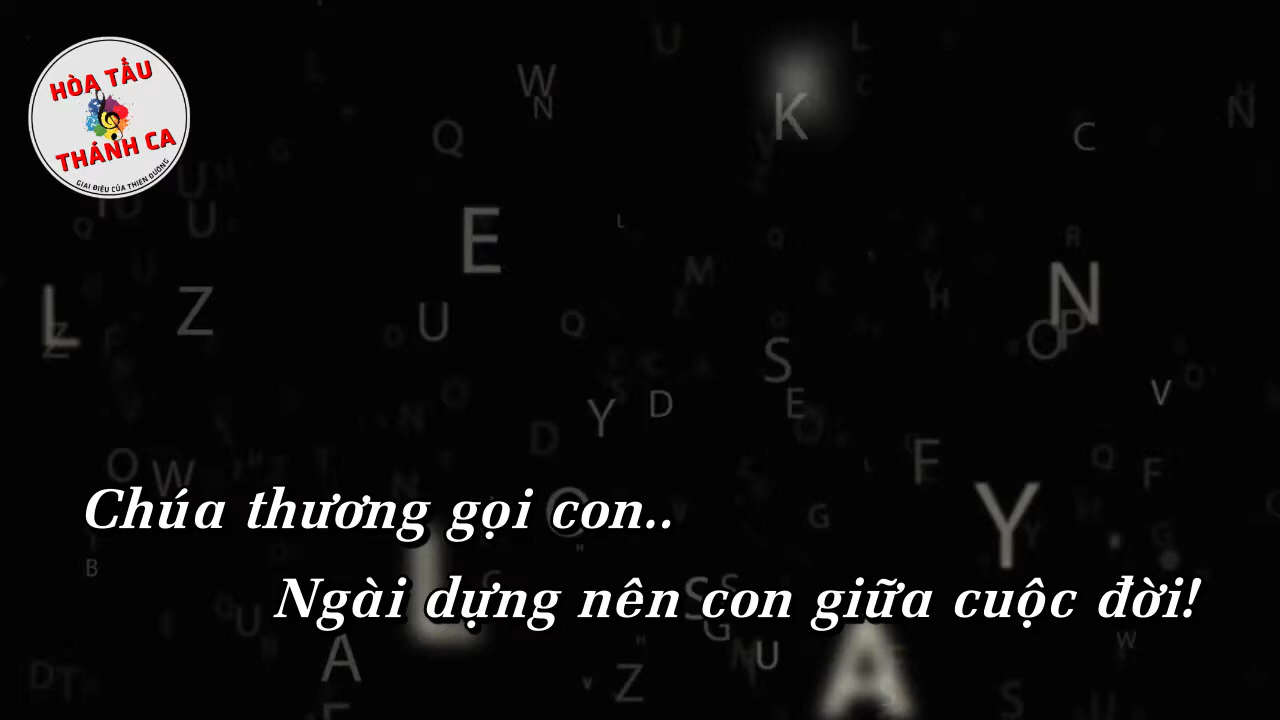 HÒA TẤU
THÁNH CA
GIAI ĐIỆU CỦA THIÊN ĐƯỜNG
Chúa thương gọi con..
Ngài dựng nên con giữa cuộc đời!